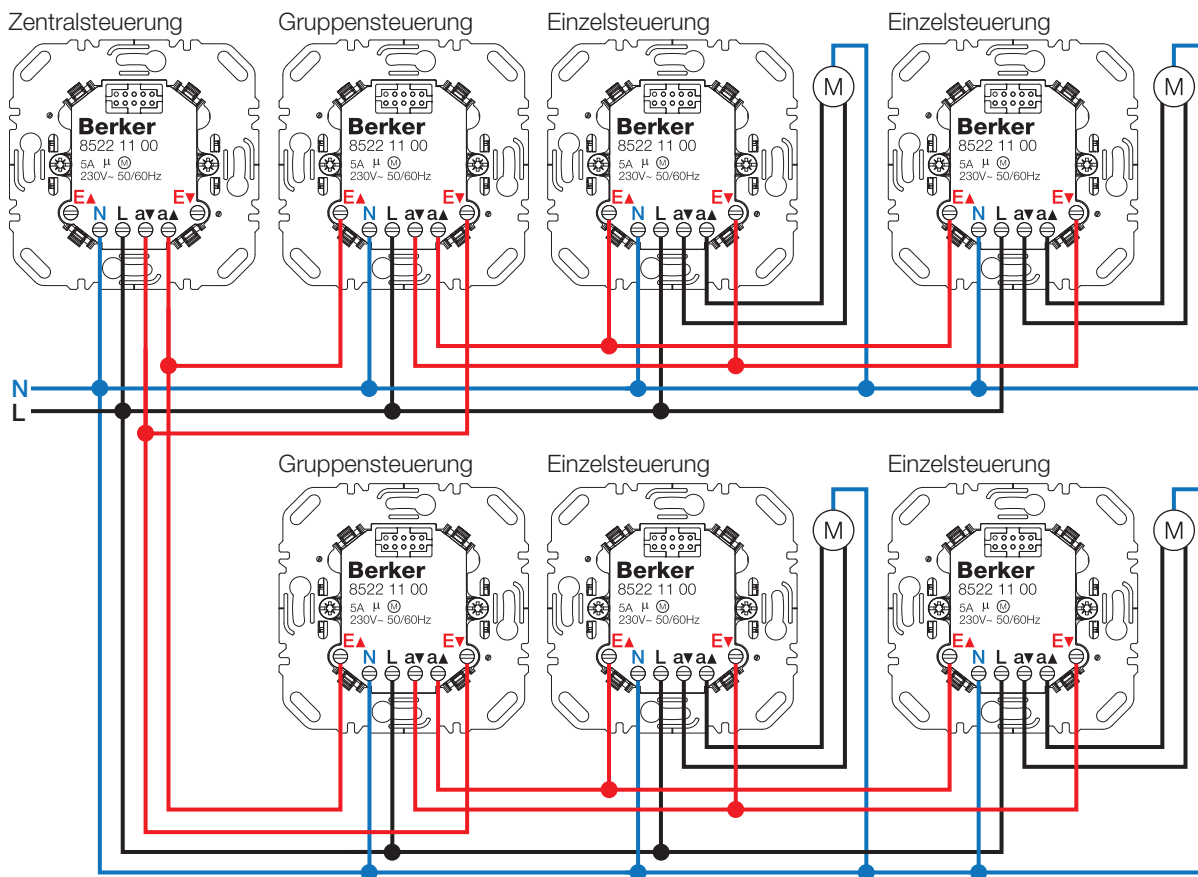 Zentralsteuerung
Gruppensteuerung
Einzelsteuerung
Einzelsteuerung
Berker
8522 11 00
5A µ M
230V~ 50/60Hz
E▲ N L a▼ a▲ E▼
Berker
8522 11 00
5A µ M
230V~ 50/60Hz
E▲ N L a▼ a▲ E▼
Berker
8522 11 00
5A µ M
230V~ 50/60Hz
E▲ N L a▼ a▲ E▼
M
Berker
8522 11 00
5A µ M
230V~ 50/60Hz
E▲ N L a▼ a▲ E▼
M
N
L
Gruppensteuerung
Einzelsteuerung
Einzelsteuerung
Berker
8522 11 00
5A µ M
230V~ 50/60Hz
E▲ N L a▼ a▲ E▼
Berker
8522 11 00
5A µ M
230V~ 50/60Hz
E▲ N L a▼ a▲ E▼
M
Berker
8522 11 00
5A µ M
230V~ 50/60Hz
E▲ N L a▼ a▲ E▼
M